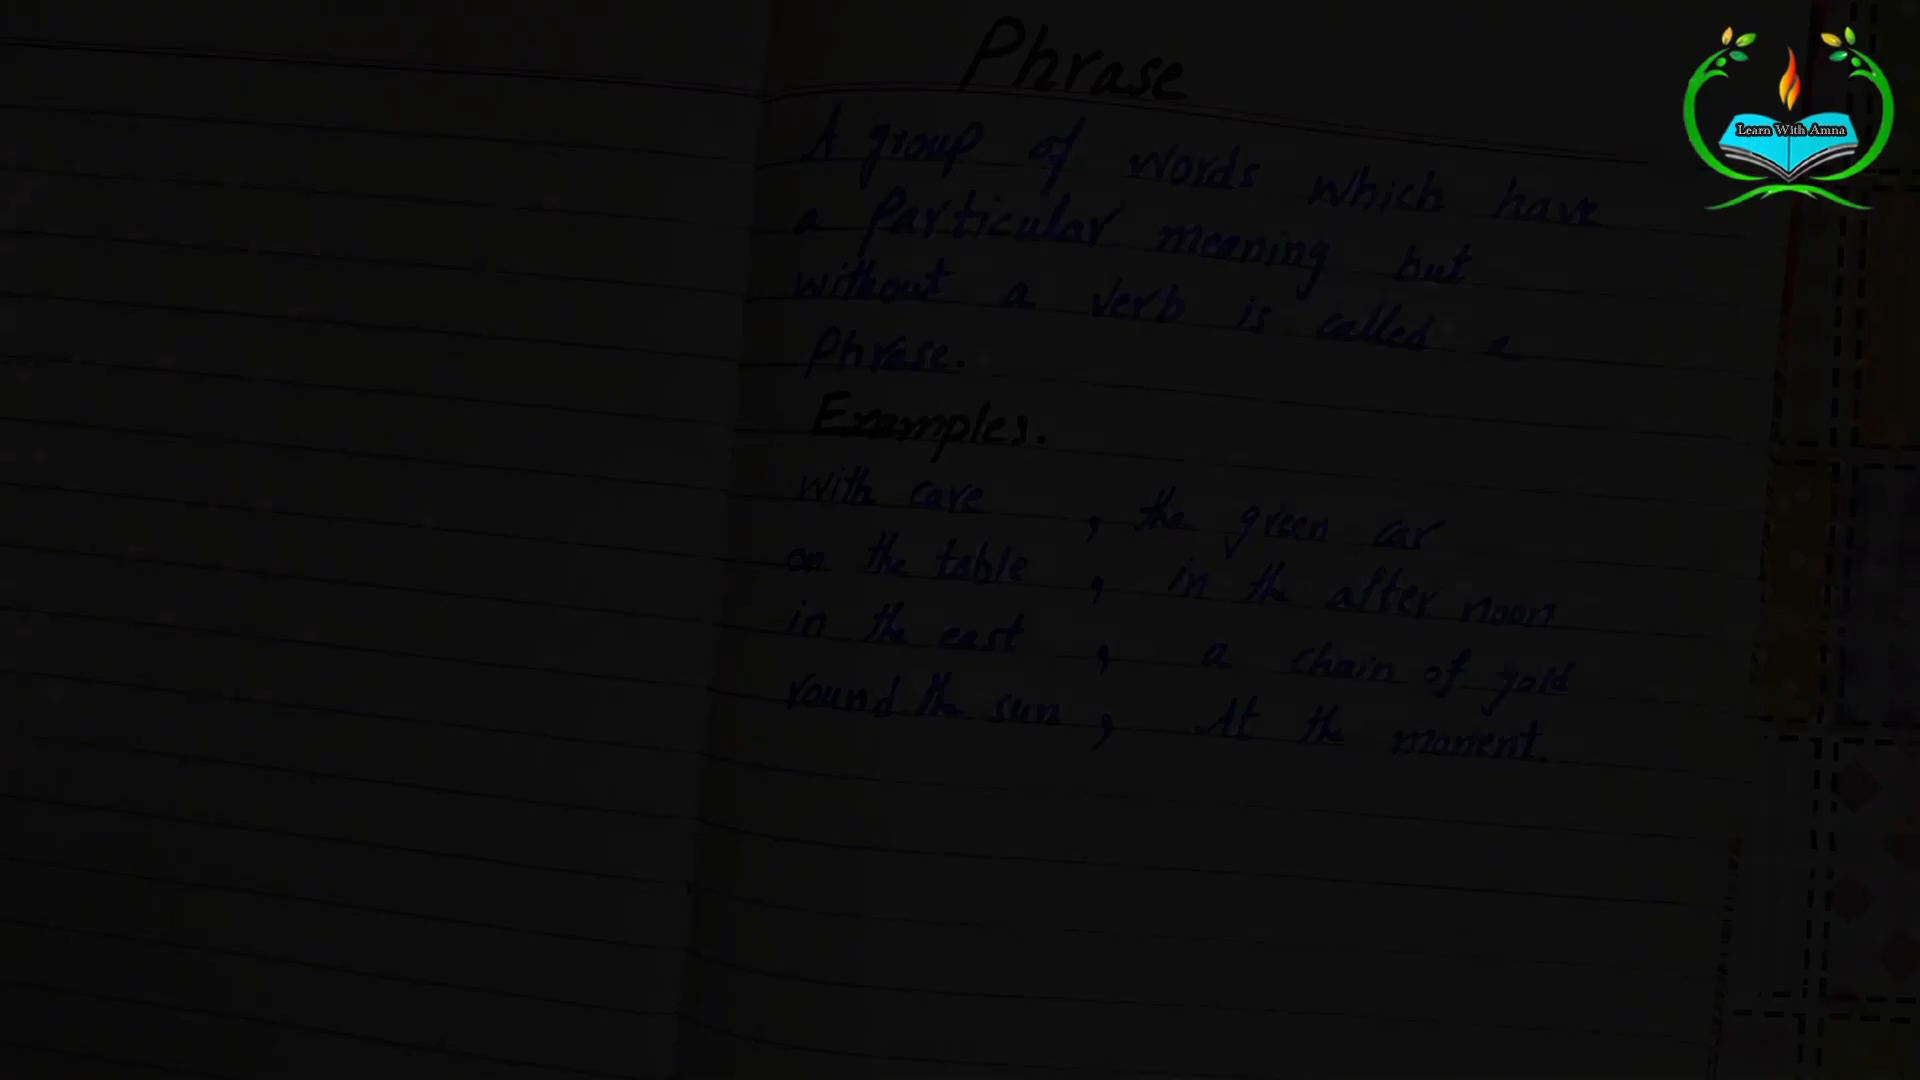 Phrase
A group of words which have
a Particular meaning but
without a verb is called a
Phrase.
Examples.
with care , the green car
on the table , in the after noon
in the east , a chain of gold
round the sun , At the moment.
Learn With Amna